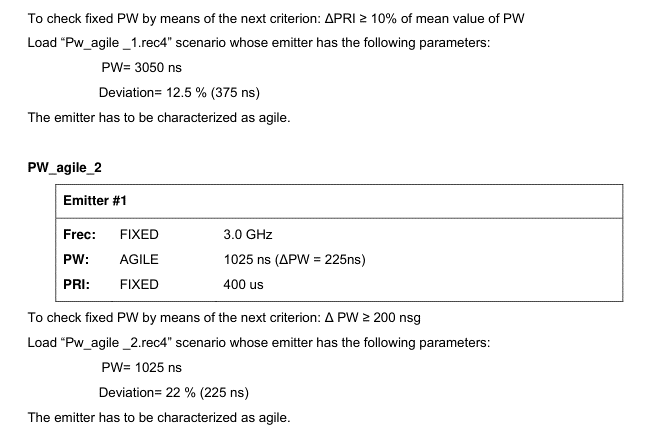 To check fixed PW by means of the next criterion: ΔPRI ≥ 10% of mean value of PW
Load “Pw_agile _1.rec4” scenario whose emitter has the following parameters:
PW= 3050 ns
Deviation= 12.5 % (375 ns)
The emitter has to be characterized as agile.
PW_agile_2
Emitter #1
Frec: FIXED 3.0 GHz
PW: AGILE 1025 ns (ΔPW = 225ns)
PRI: FIXED 400 us
To check fixed PW by means of the next criterion: Δ PW ≥ 200 nsg
Load “Pw_agile _2.rec4” scenario whose emitter has the following parameters:
PW= 1025 ns
Deviation= 22 % (225 ns)
The emitter has to be characterized as agile.